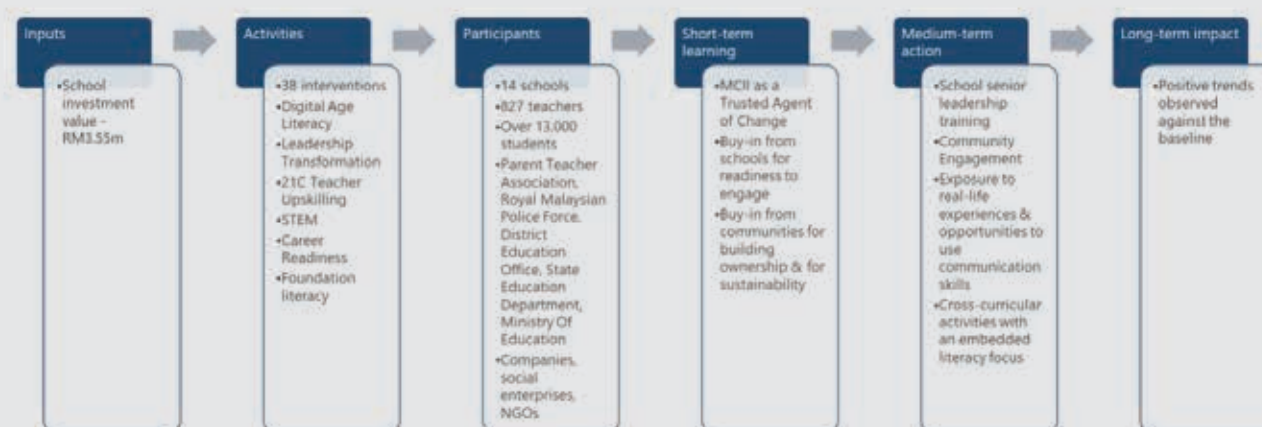 Inputs
•School
investment
value -
RM3.55m
Activities
•38 interventions
•Digital Age
Literacy
•Leadership
Transformation
•21C Teacher
Upskilling
•STEM
•Career
Readiness
•Foundation
literacy
Participants
•14 schools
•827 teachers
•Over 13,000
students
•Parent Teacher
Association,
Royal Malaysian
Police Force,
District
Education
Office, State
Education
Department,
Ministry Of
Education
•Companies,
social
enterprises,
NGOs
Short-term
learning
•MCII as a
Trusted Agent
of Change
•Buy-in from
schools for
readiness to
engage
•Buy-in from
communities for
building
ownership & for
sustainability
Medium-term
action
•School senior
leadership
training
•Community
Engagement
•Exposure to
real-life
experiences &
opportunities to
use
communication
skills
•Cross-curricular
activities with
an embedded
literacy focus
Long-term impact
•Positive trends
observed
against the
baseline